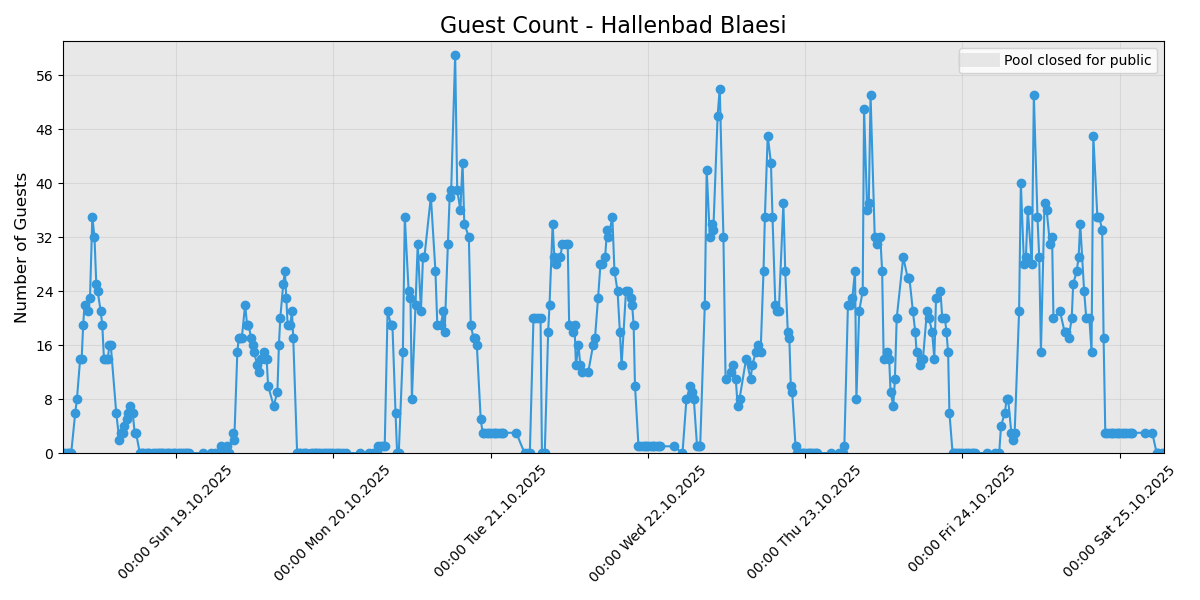 Guest Count - Hallenbad Blaesi
Pool closed for public
Number of Guests
56
48
40
32
24
16
8
0
00:00 Sun 19.10.2025
00:00 Mon 20.10.2025
00:00 Tue 21.10.2025
00:00 Wed 22.10.2025
00:00 Thu 23.10.2025
00:00 Fri 24.10.2025
00:00 Sat 25.10.2025